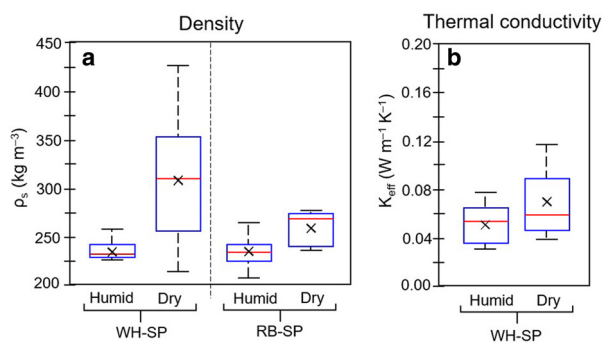 Density
a
450
400
350
300
250
200
ρs (kg m⁻³)
Humid Dry Humid Dry
WH-SP RB-SP
Thermal conductivity
b
0.20
0.16
0.12
0.08
0.04
0.00
Keff (W m⁻¹ K⁻¹)
Humid Dry
WH-SP